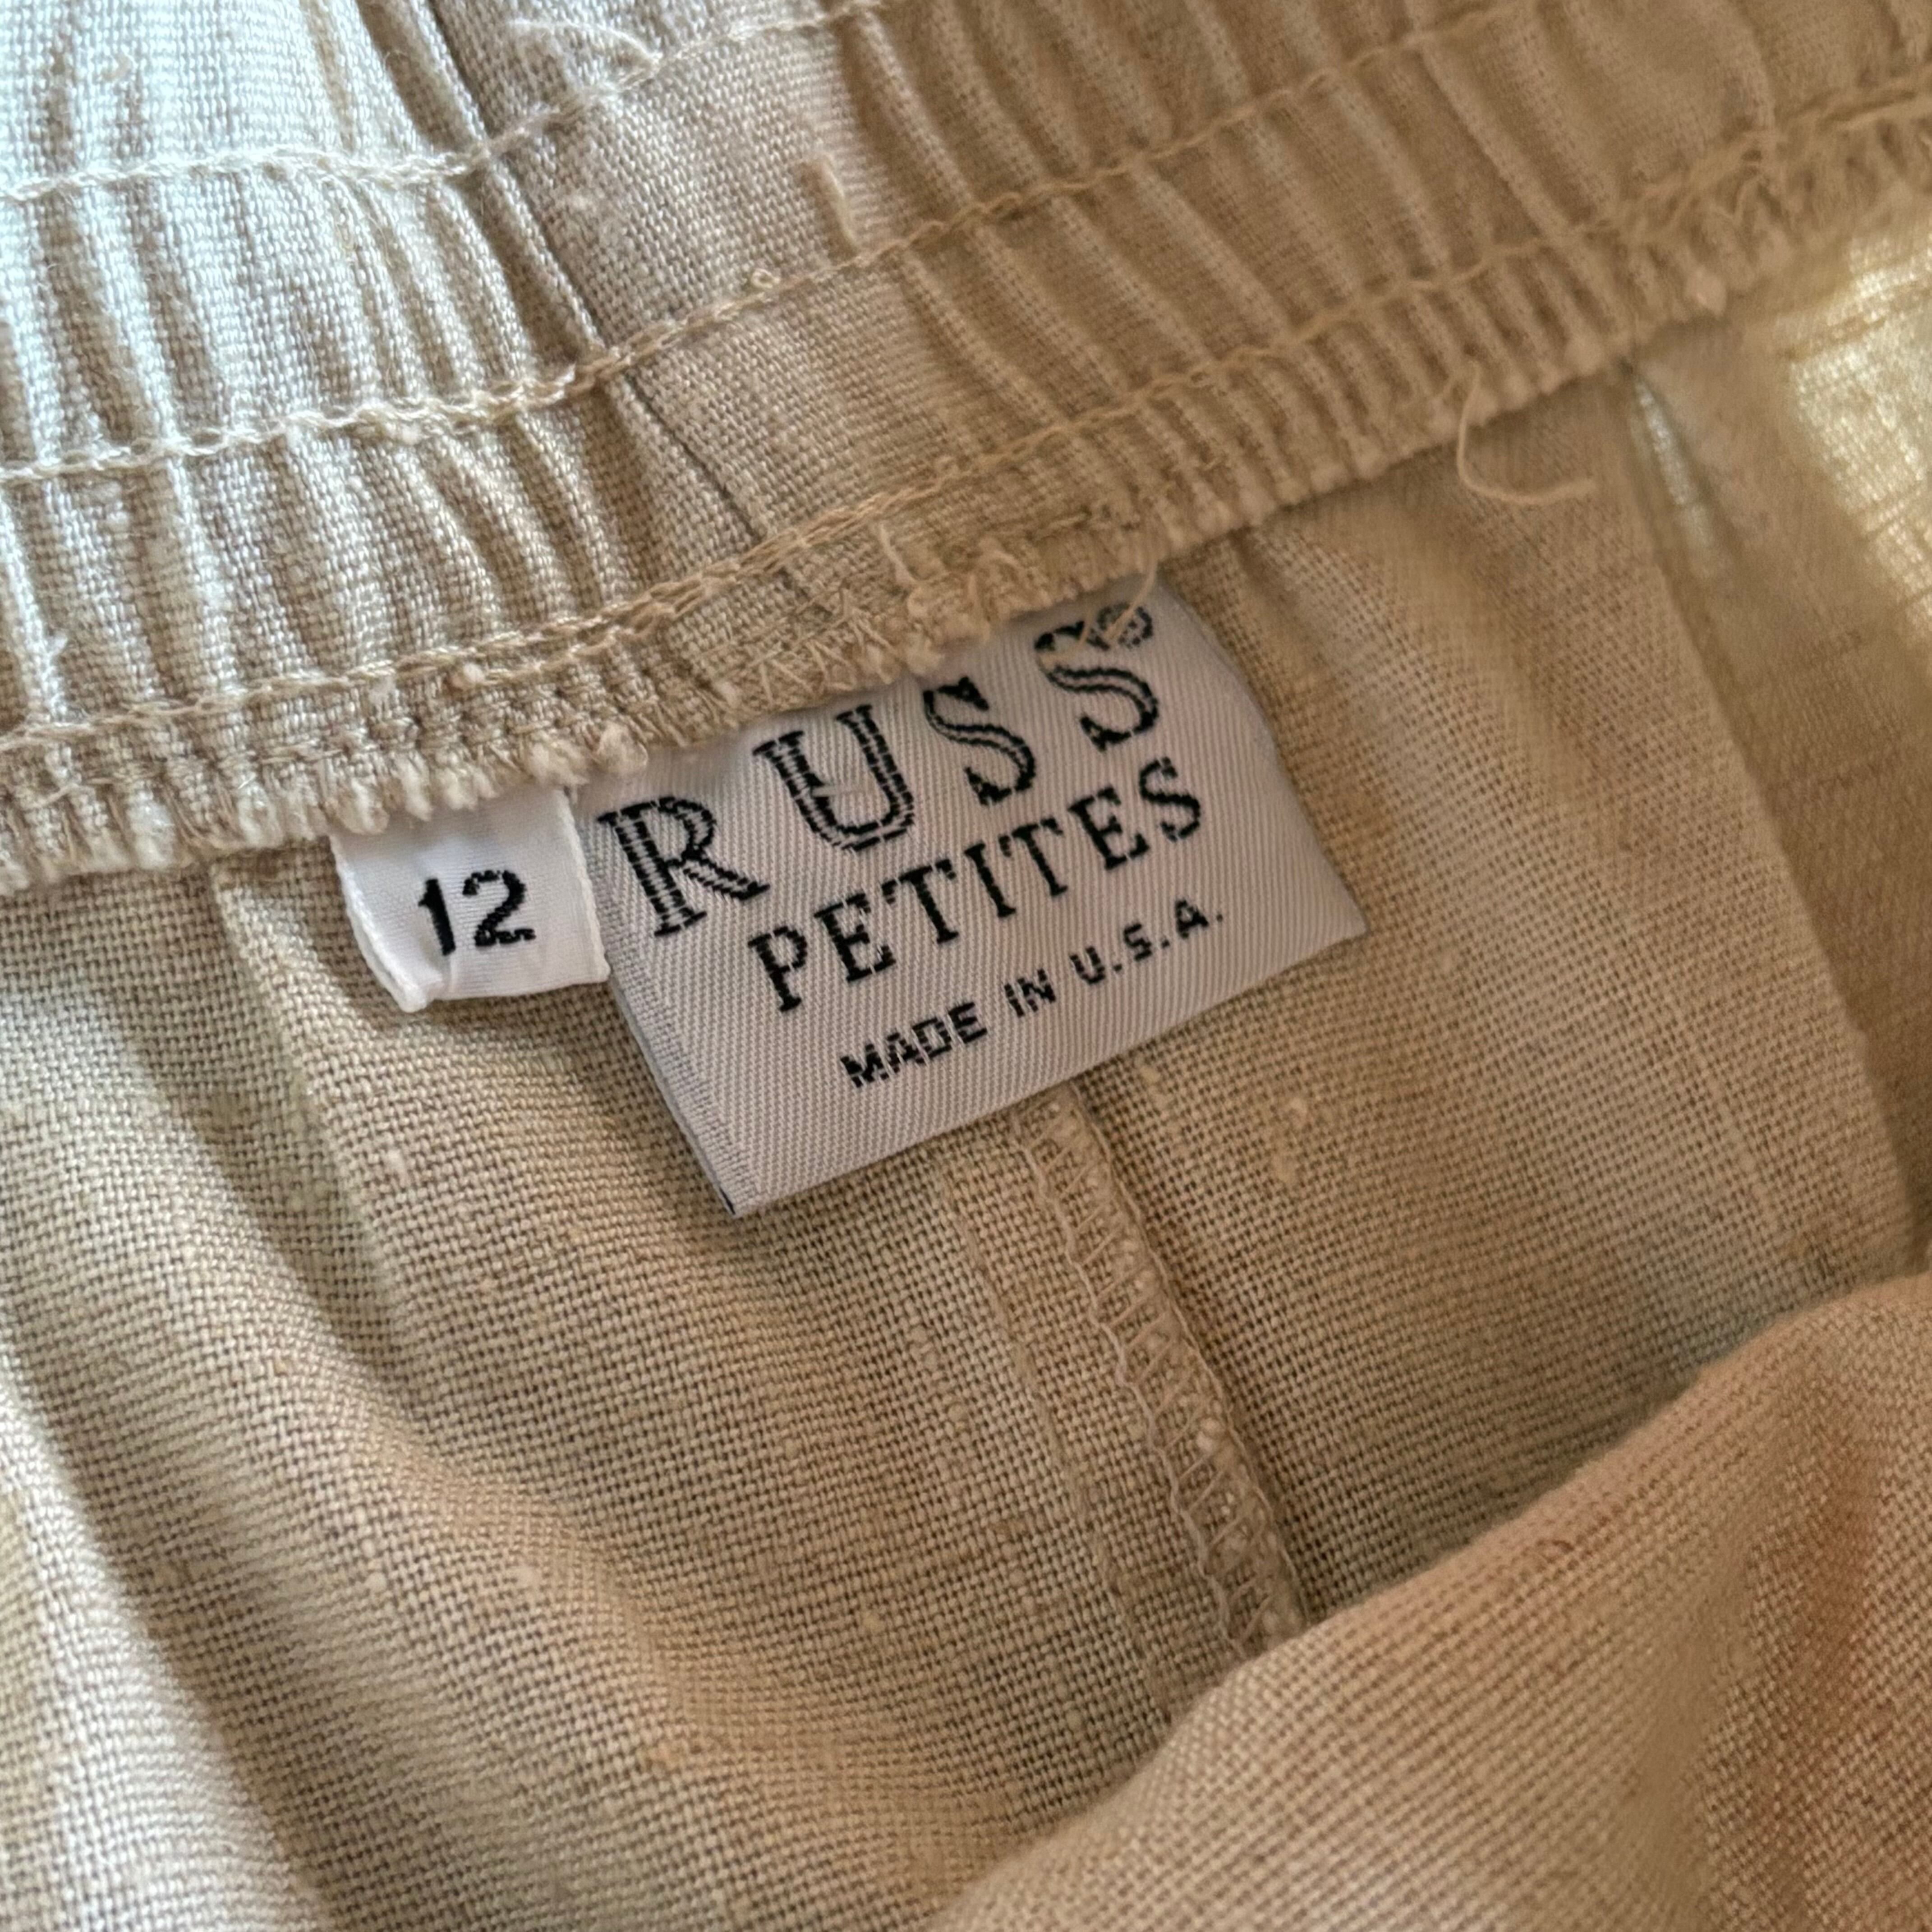 RUSS®
PETITES
MADE IN U.S.A.
12